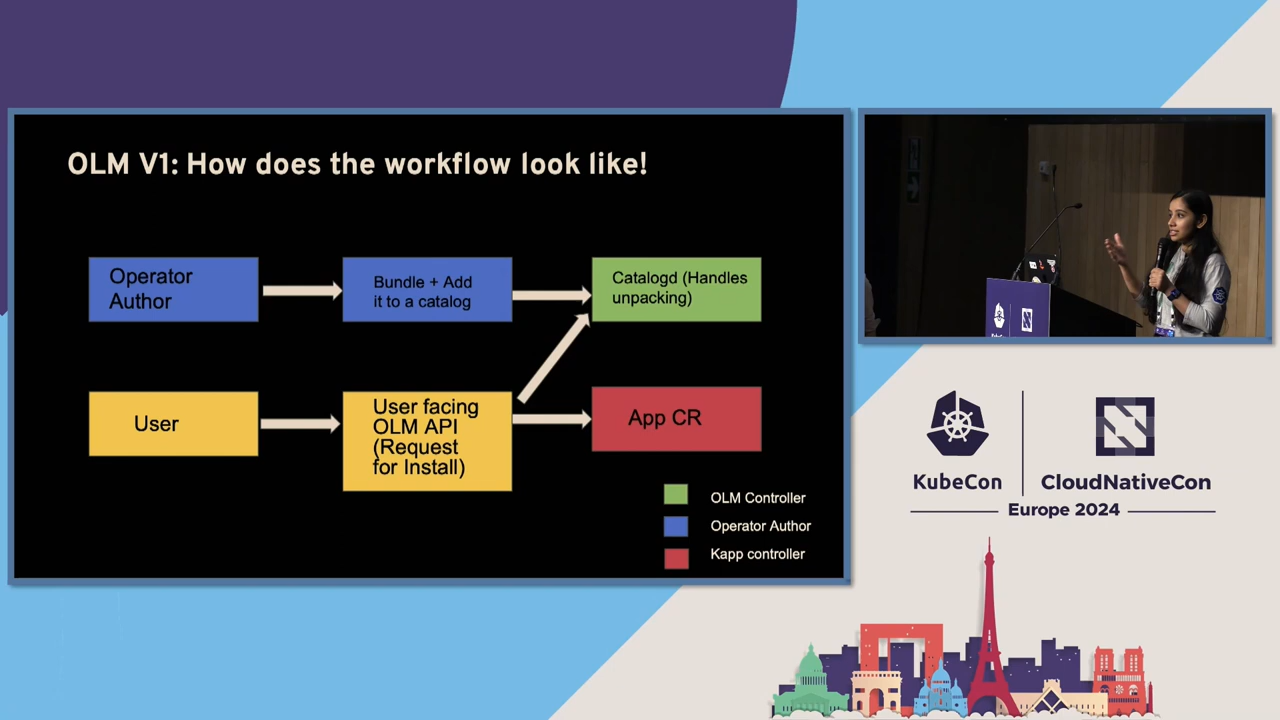 OLM V1: How does the workflow look like!
Operator
Author
Bundle + Add
it to a catalog
Catalogd (Handles
unpacking)
User
User facing
OLM API
(Request
for Install)
App CR
OLM Controller
Operator Author
Kapp controller
KubeCon
CloudNativeCon
Europe 2024